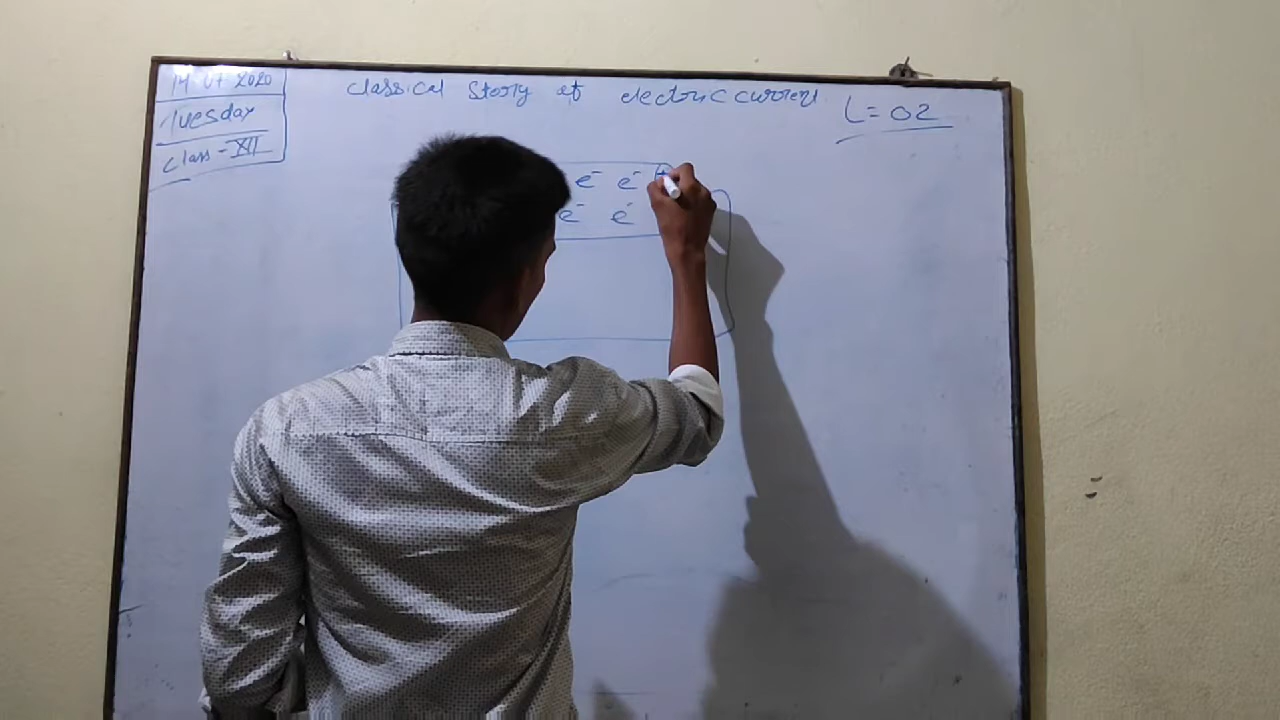 14 07 2020
Tuesday
class - XII
classical Story of electric current
L = 02
e⁻ e⁻
e⁻ e⁻
+